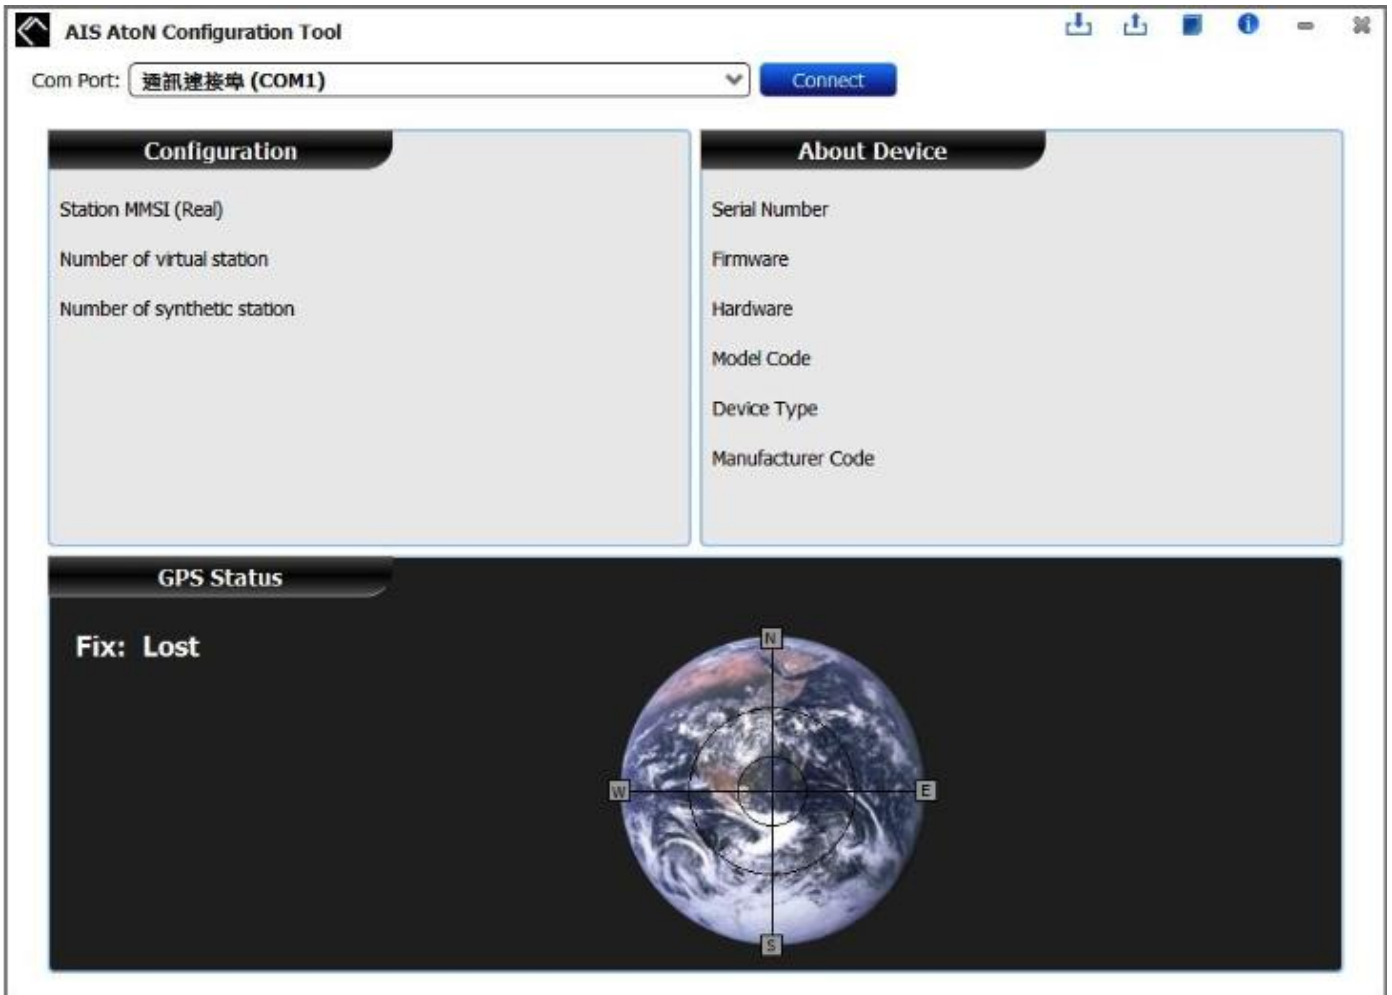 AIS AtoN Configuration Tool
Com Port: 通訊連接埠 (COM1) Connect
Configuration
Station MMSI (Real)
Number of virtual station
Number of synthetic station
About Device
Serial Number
Firmware
Hardware
Model Code
Device Type
Manufacturer Code
GPS Status
Fix: Lost
N
W E
S